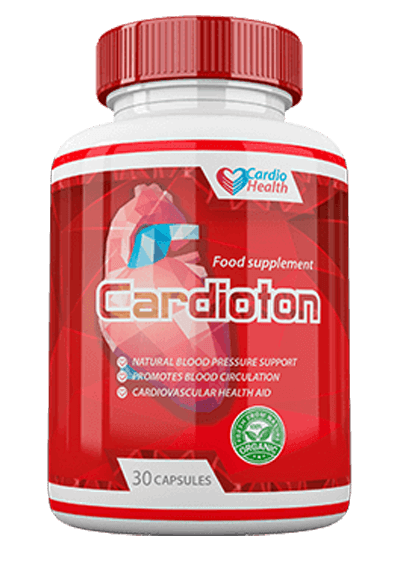 Cardio
Health
Food supplement
Cardioton
NATURAL BLOOD PRESSURE SUPPORT
PROMOTES BLOOD CIRCULATION
CARDIOVASCULAR HEALTH AID
ORGANIC
30 CAPSULES